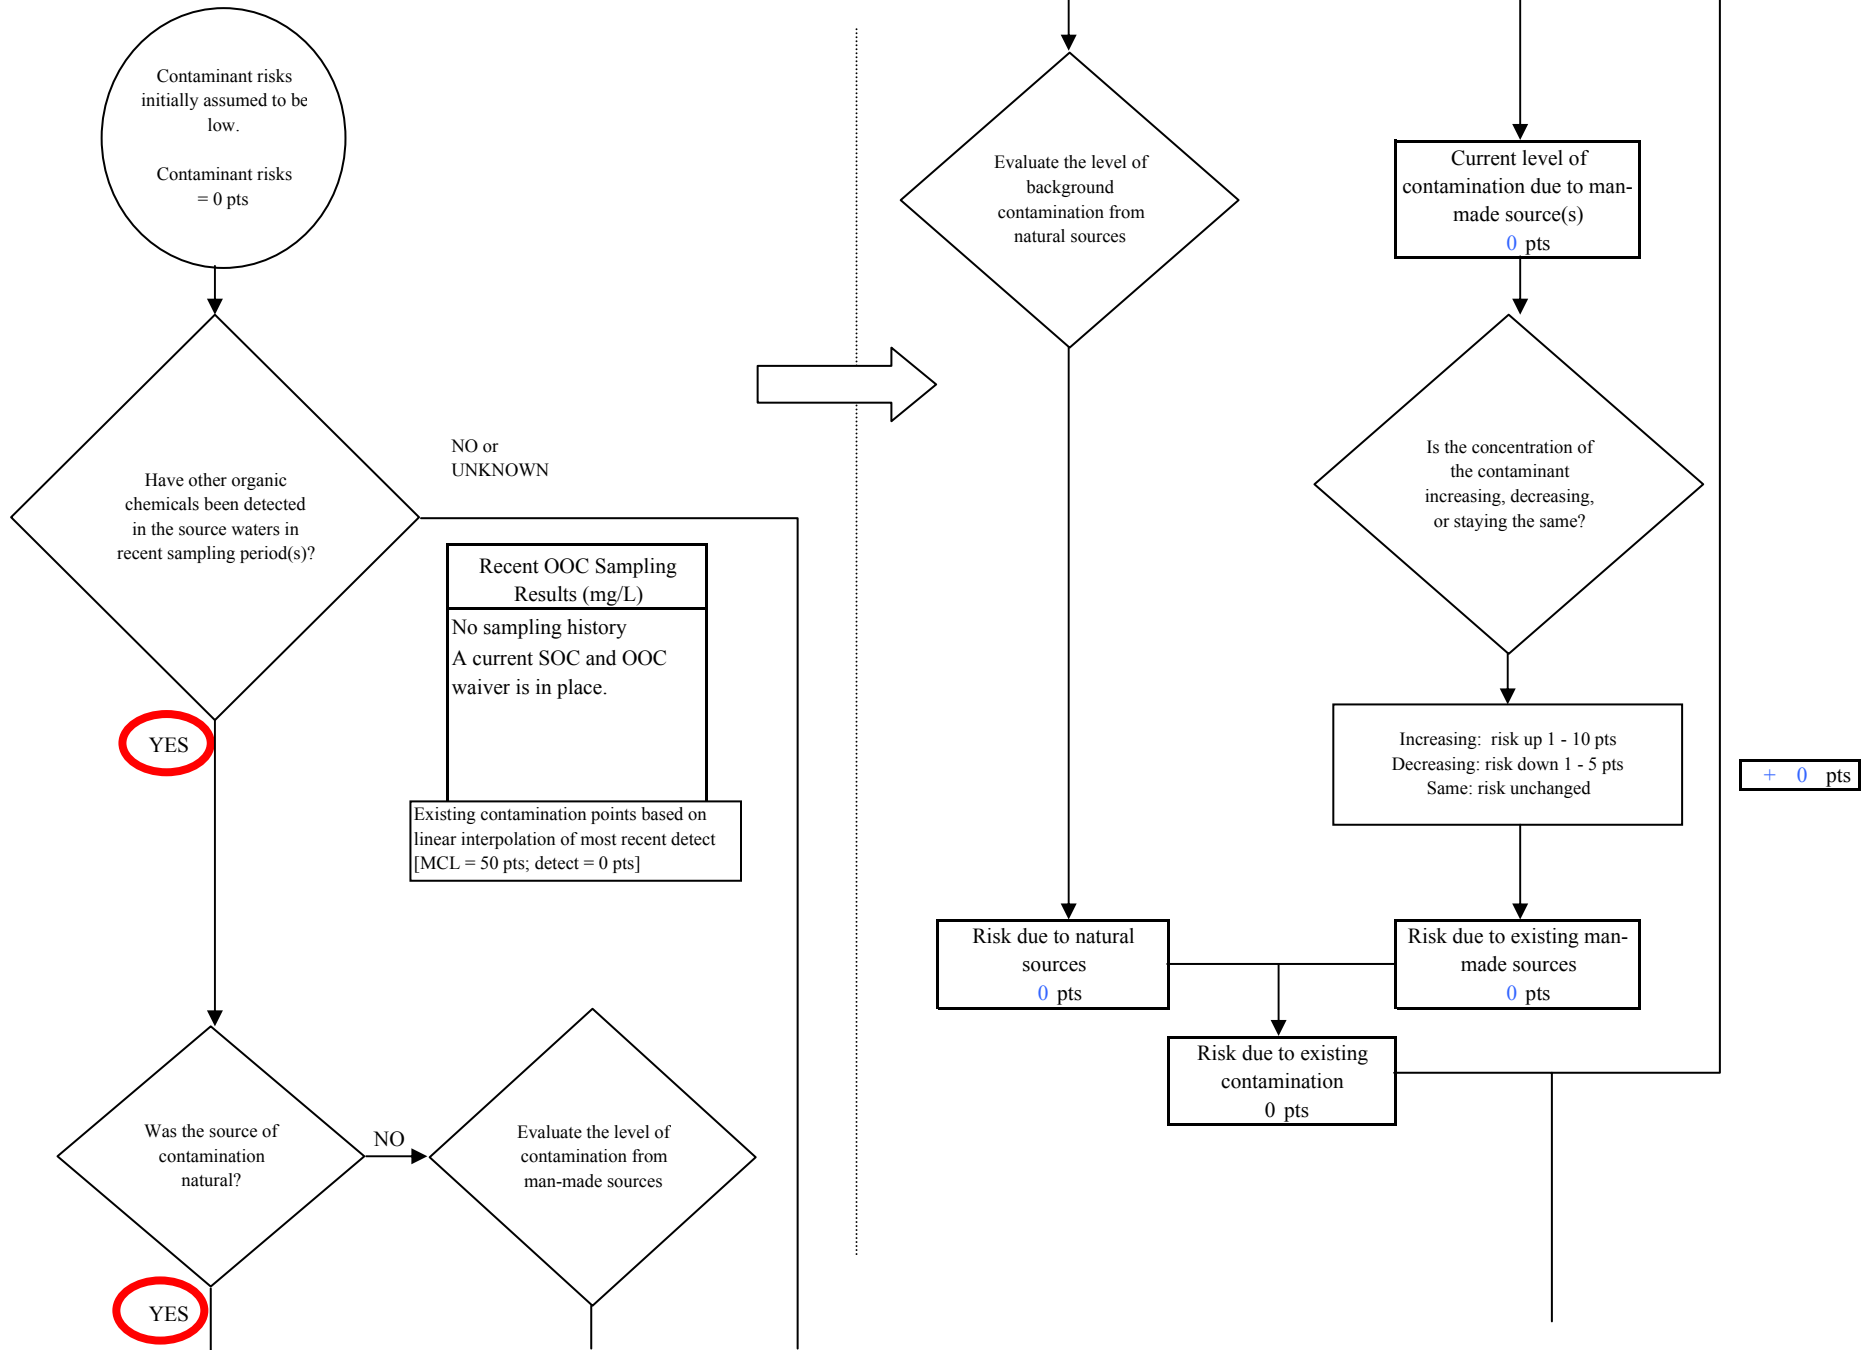 Contaminant risks
initially assumed to be
low.
Contaminant risks
= 0 pts
Have other organic
chemicals been detected
in the source waters in
recent sampling period(s)?
NO or
UNKNOWN
Recent OOC Sampling
Results (mg/L)
No sampling history
A current SOC and OOC
waiver is in place.
YES
Existing contamination points based on
linear interpolation of most recent detect
[MCL = 50 pts; detect = 0 pts]
Was the source of
contamination
natural?
NO
Evaluate the level of
contamination from
man-made sources
YES
Evaluate the level of
background
contamination from
natural sources
Current level of
contamination due to man-
made source(s)
0 pts
Is the concentration of
the contaminant
increasing, decreasing,
or staying the same?
Increasing: risk up 1 - 10 pts
Decreasing: risk down 1 - 5 pts
Same: risk unchanged
+ 0 pts
Risk due to natural
sources
0 pts
Risk due to existing man-
made sources
0 pts
Risk due to existing
contamination
0 pts